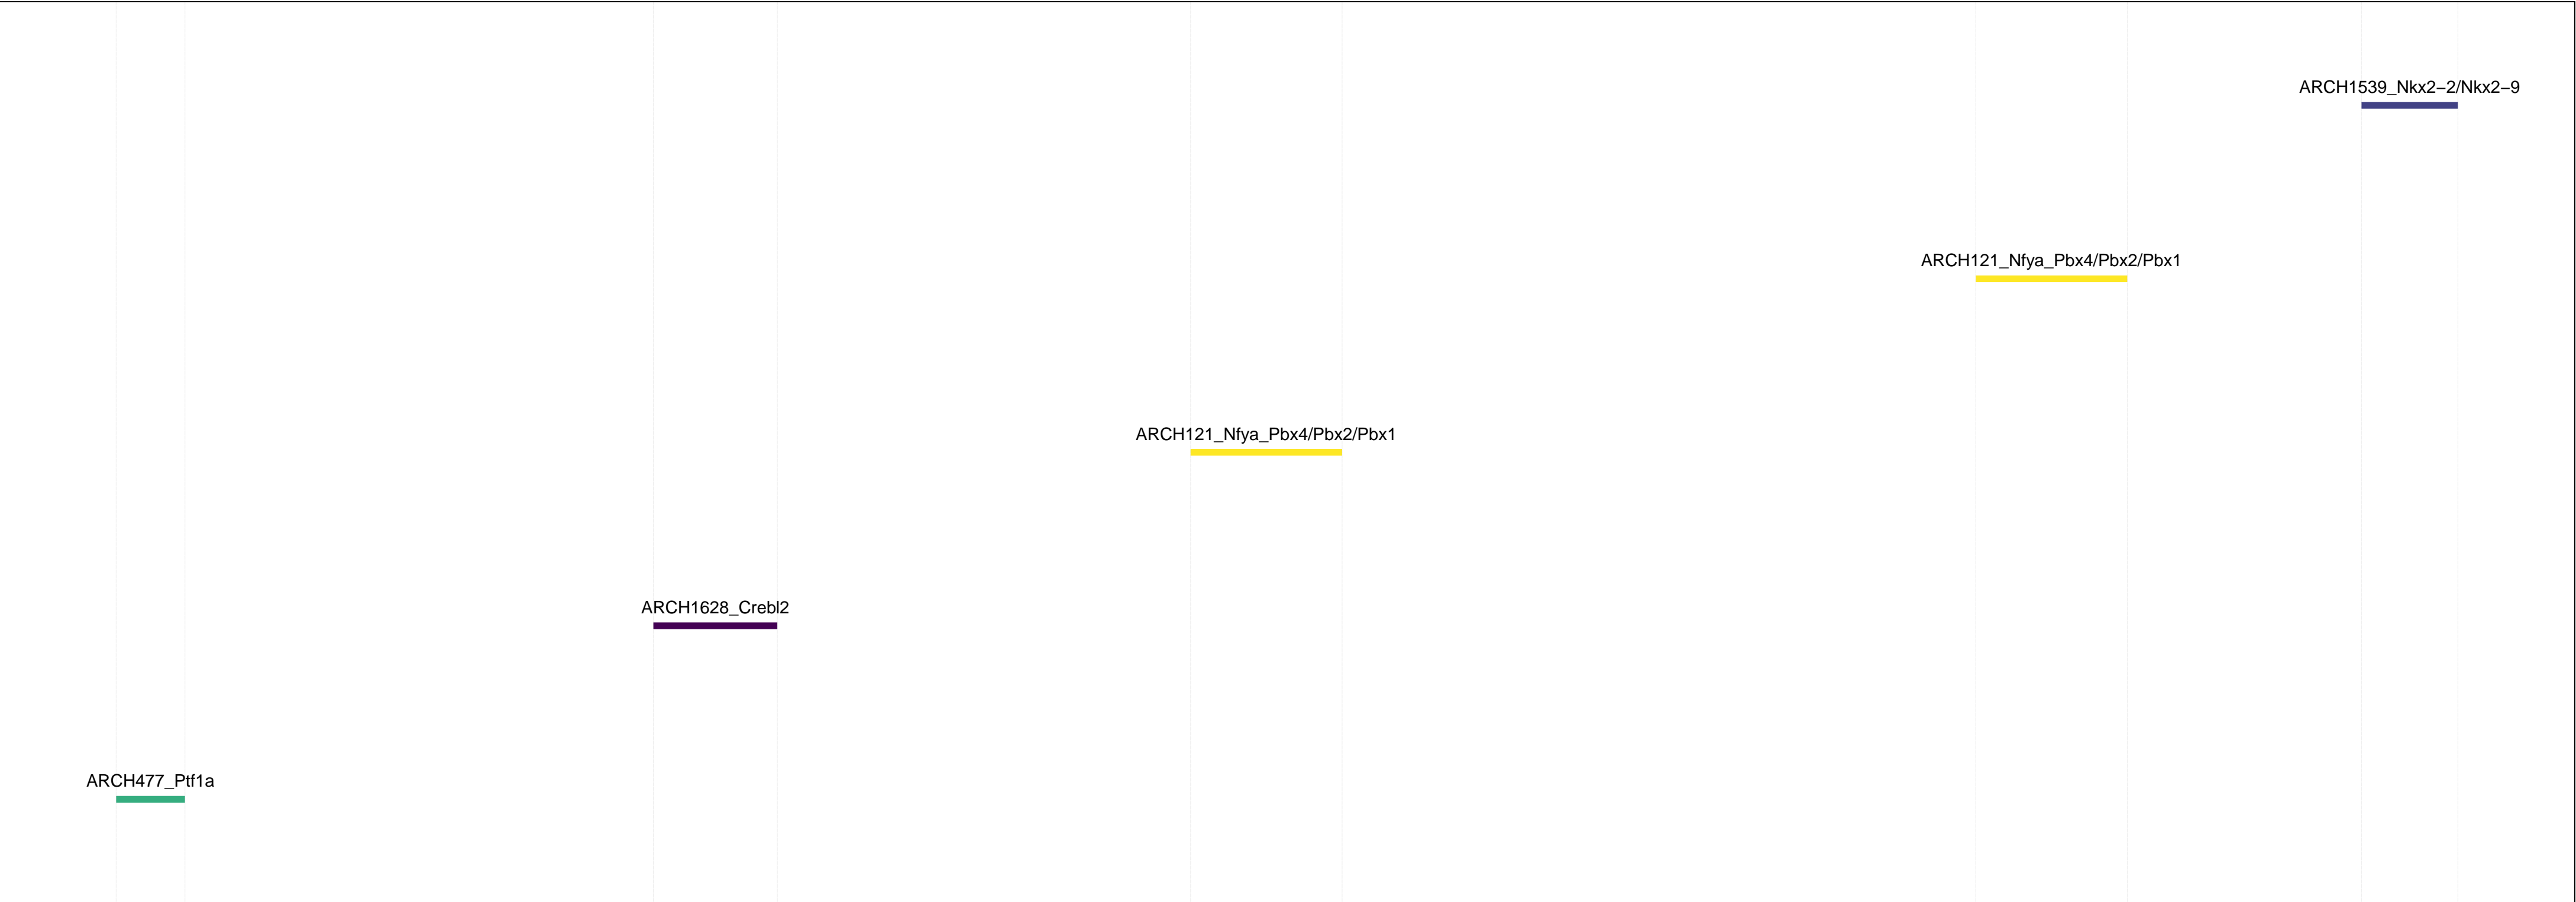 ARCH1539_Nkx2−2/Nkx2−9
ARCH121_Nfya_Pbx4/Pbx2/Pbx1
ARCH121_Nfya_Pbx4/Pbx2/Pbx1
ARCH1628_Crebl2
ARCH477_Ptf1a